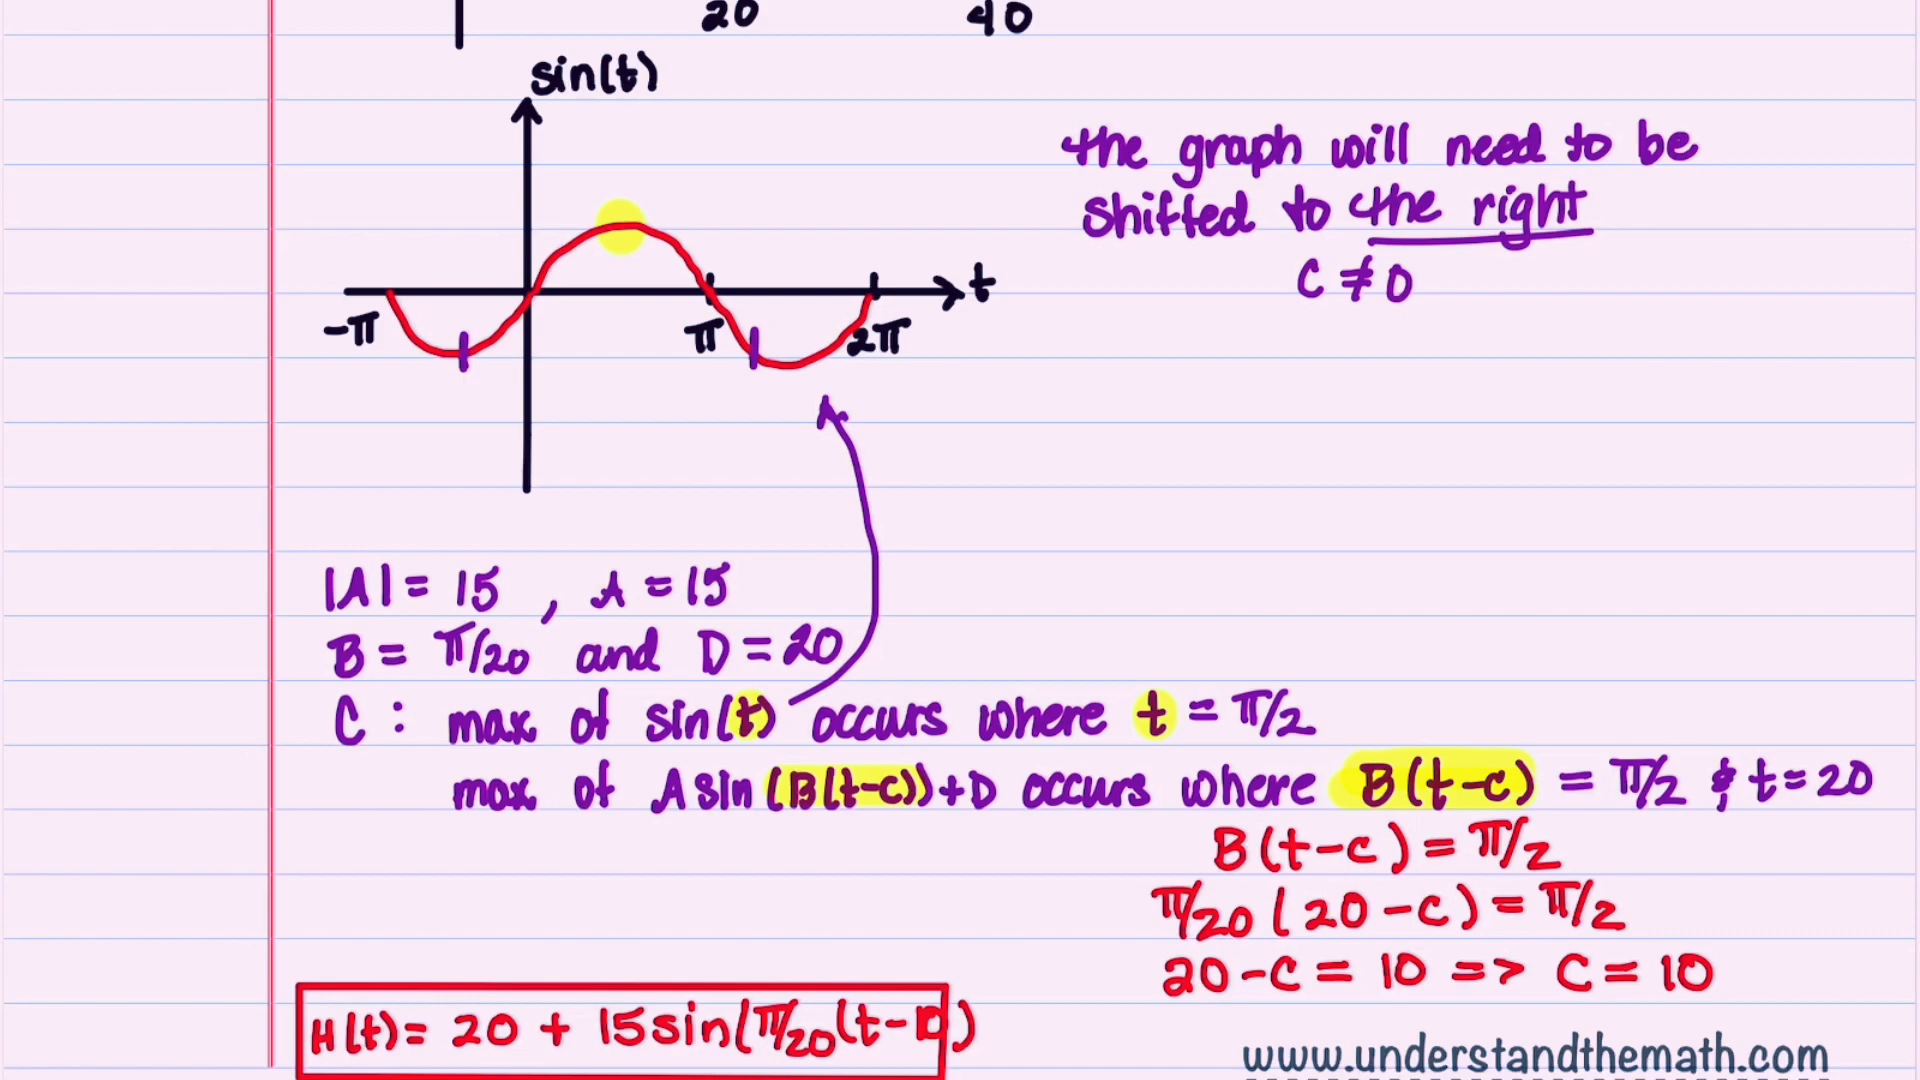 20 40
sin(t)
the graph will need to be
shifted to the right
C ≠ 0
t
-π π 2π
|A| = 15 , A = 15
B = π/20 and D = 20
C : max of sin(t) occurs where t = π/2
max of A sin (B(t-c))+D occurs where B(t-c) = π/2 & t=20
B(t-c) = π/2
π/20 (20-c) = π/2
20-C = 10 => C = 10
H(t) = 20 + 15sin(π/20(t-10)
www.understandthemath.com